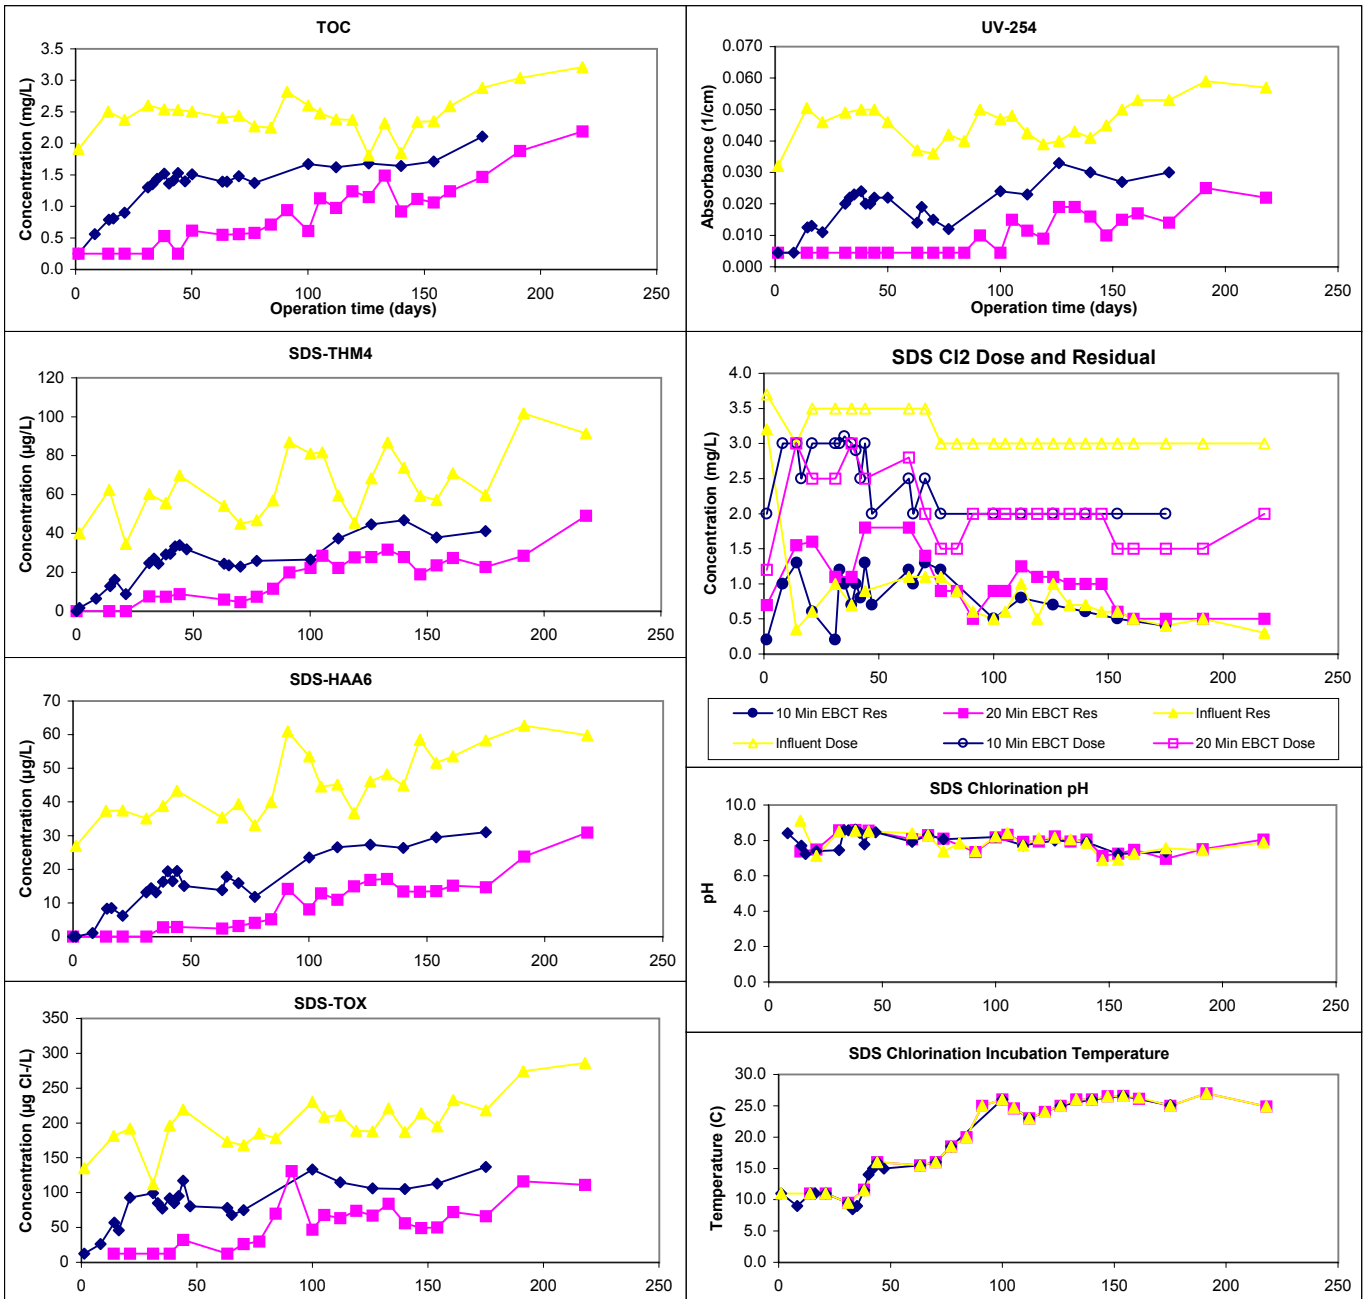 TOC
Concentration (mg/L)
3.5
3.0
2.5
2.0
1.5
1.0
0.5
0.0
0 50 100 150 200 250
Operation time (days)
UV-254
Absorbance (1/cm)
0.070
0.060
0.050
0.040
0.030
0.020
0.010
0.000
0 50 100 150 200 250
Operation time (days)
SDS-THM4
Concentration (µg/L)
120
100
80
60
40
20
0
0 50 100 150 200 250
SDS Cl2 Dose and Residual
Concentration (mg/L)
4.0
3.5
3.0
2.5
2.0
1.5
1.0
0.5
0.0
0 50 100 150 200 250
10 Min EBCT Res 20 Min EBCT Res Influent Res
Influent Dose 10 Min EBCT Dose 20 Min EBCT Dose
SDS-HAA6
Concentration (µg/L)
70
60
50
40
30
20
10
0
0 50 100 150 200 250
SDS Chlorination pH
pH
10.0
8.0
6.0
4.0
2.0
0.0
0 50 100 150 200 250
SDS-TOX
Concentration (µg Cl-/L)
350
300
250
200
150
100
50
0
0 50 100 150 200 250
SDS Chlorination Incubation Temperature
Temperature (C)
30.0
25.0
20.0
15.0
10.0
5.0
0.0
0 50 100 150 200 250